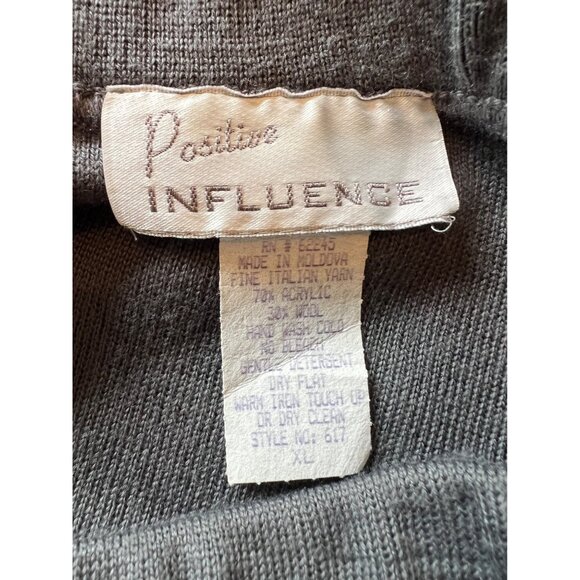 Positive
INFLUENCE
RN # 62E45
MADE IN MOLDOVA
FINE ITALIAN YARN
70% ACRYLIC
30% WOOL
HAND WASH COLD
NO BLEACH
GENTLE DETERGENT
DRY FLAT
WARM IRON TOUCH UP
OR DRY CLEAN
STYLE NO: 617
XL